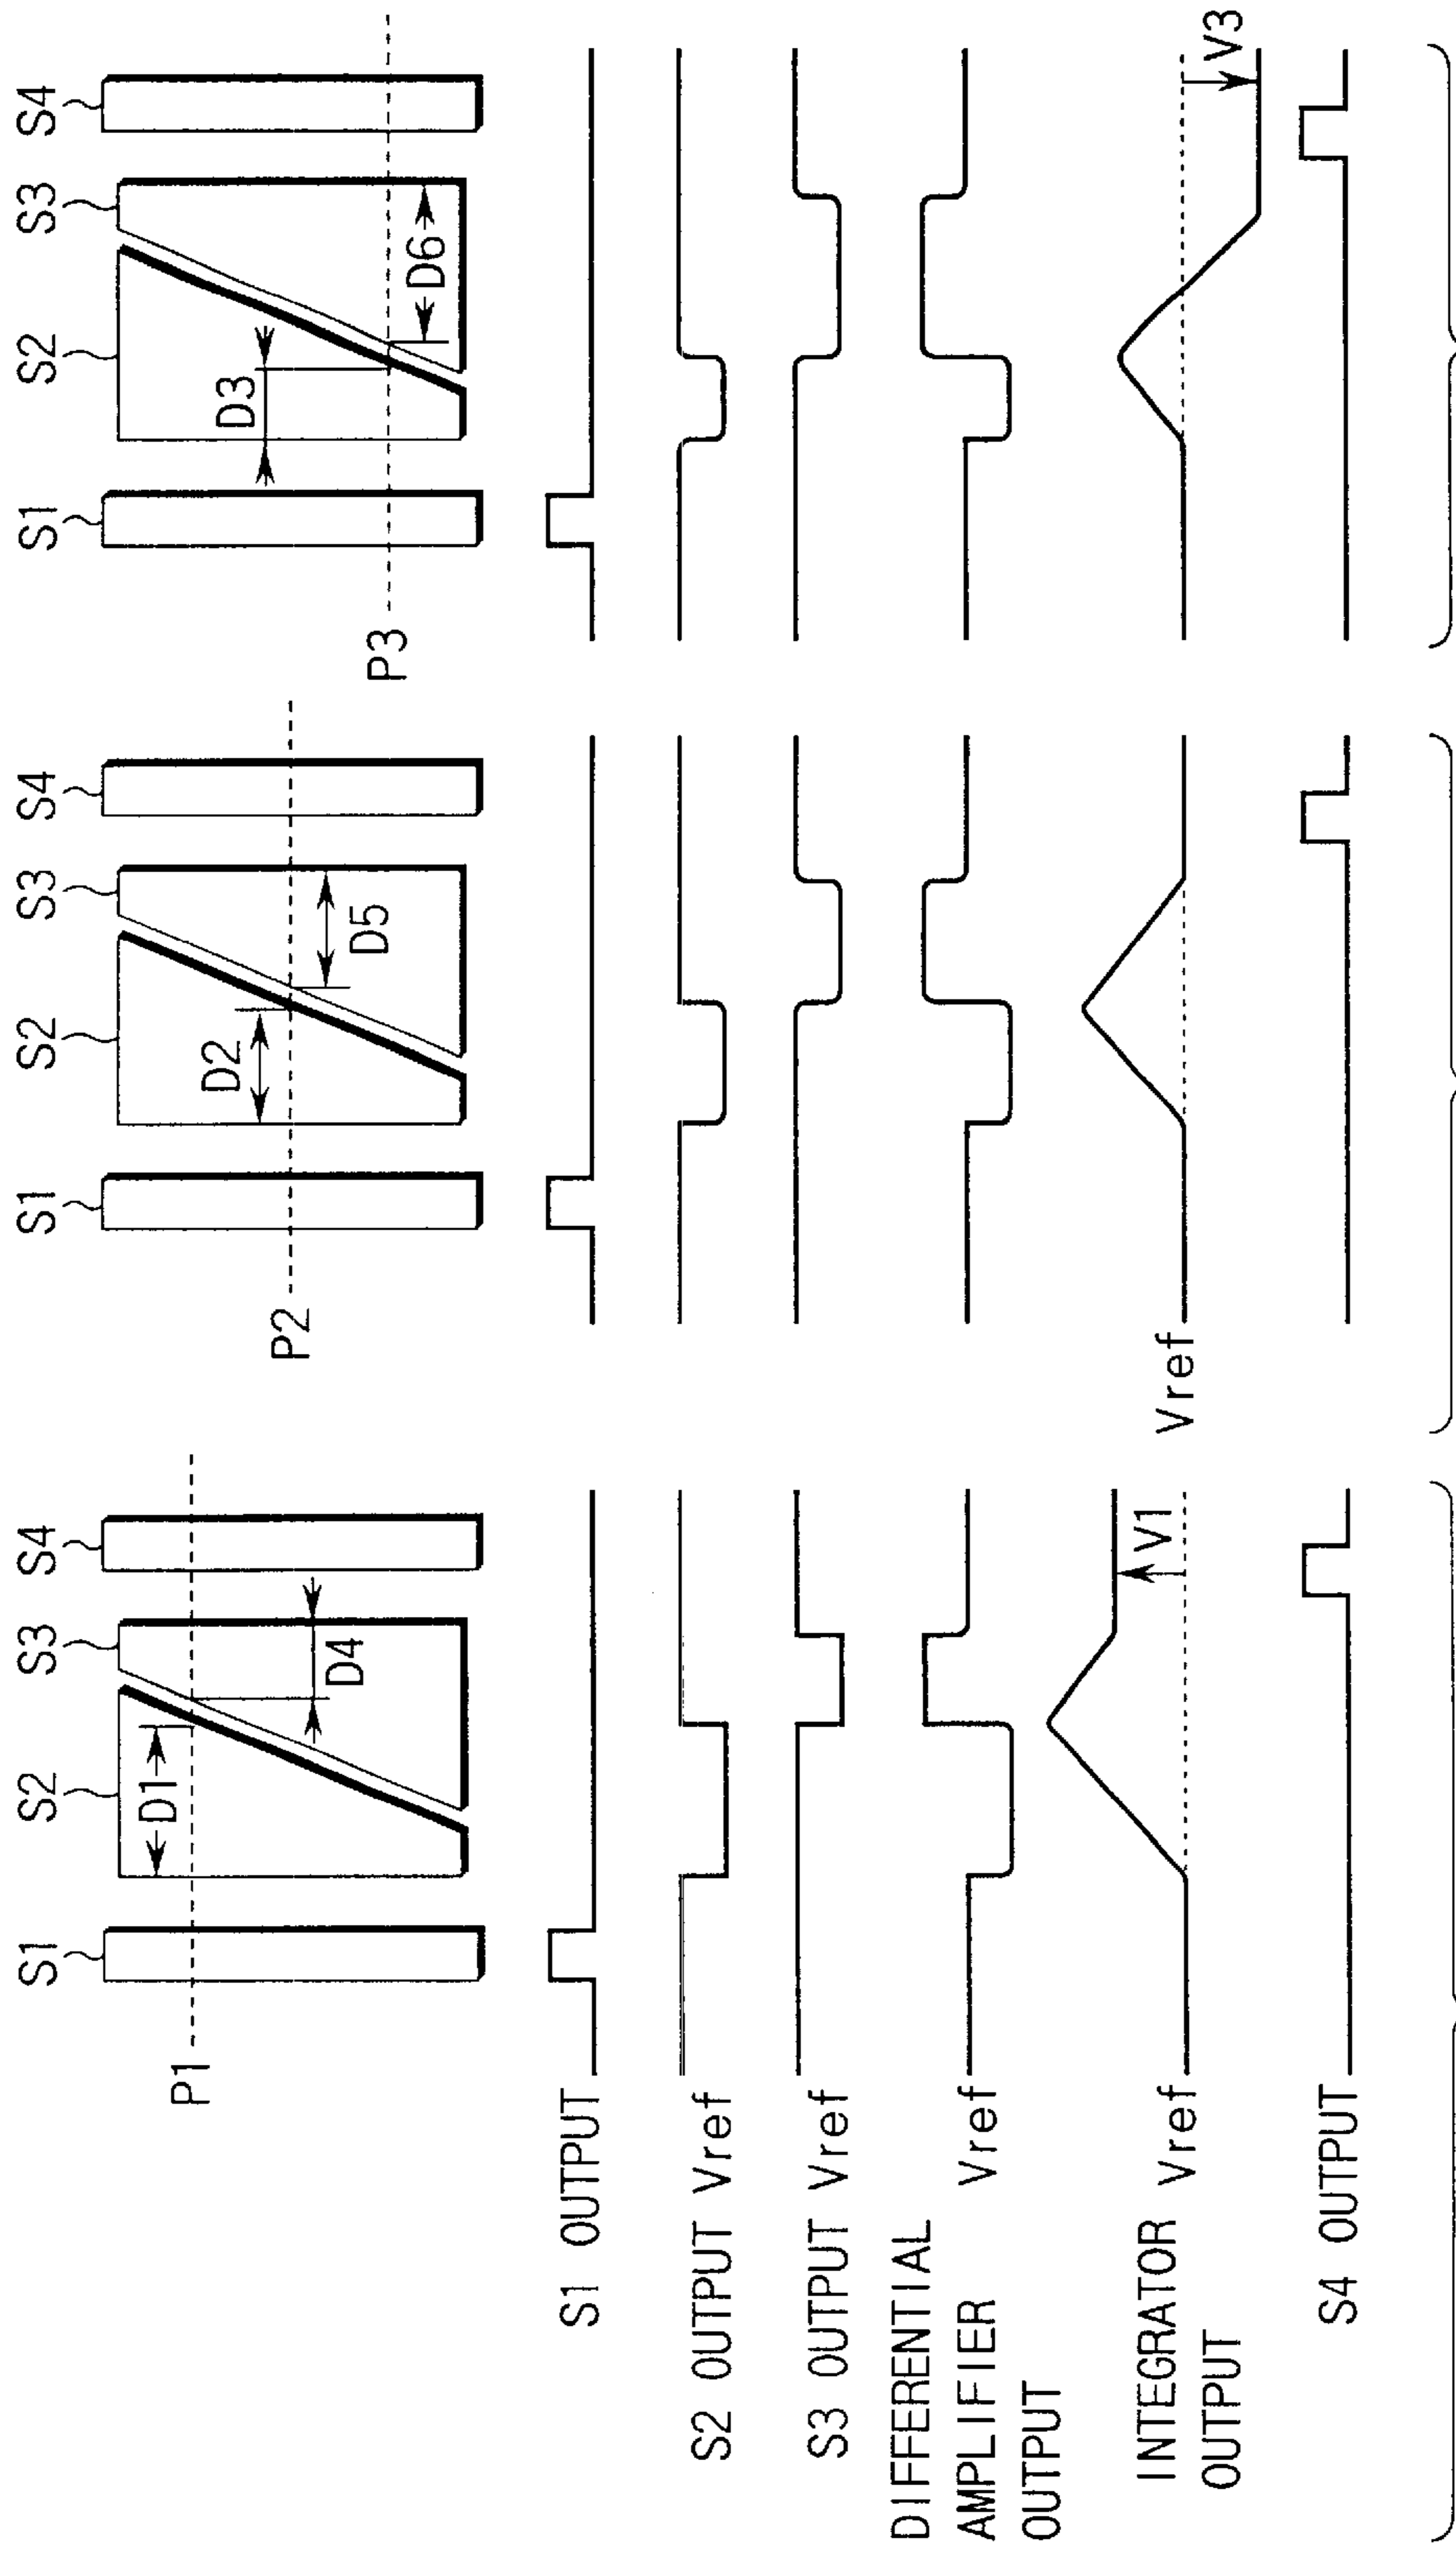 S1 S2 S3 S4
P1
D1
D4
S1 S2 S3 S4
P2
D2
D5
S1 S2 S3 S4
P3
D3
D6
S1 OUTPUT
S2 OUTPUT Vref
S3 OUTPUT Vref
DIFFERENTIAL
AMPLIFIER Vref
OUTPUT
INTEGRATOR Vref
OUTPUT
V1
Vref
V3
S4 OUTPUT